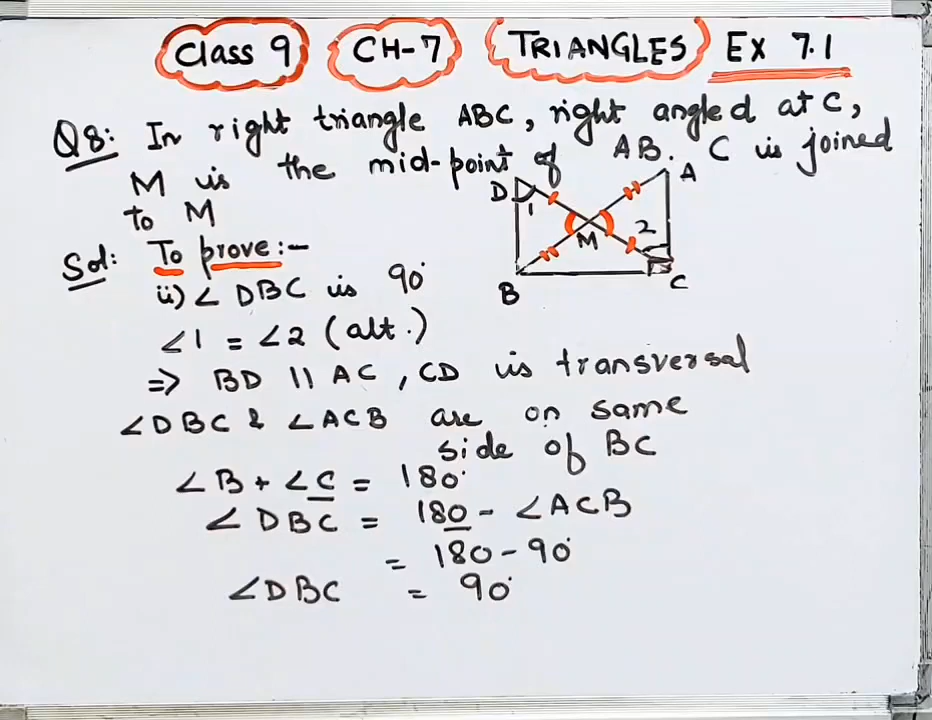 Class 9 CH-7 TRIANGLES Ex 7.1
Q8: In right triangle ABC, right angled at C,
M is the mid-point of AB. C is joined
to M
D 1 M 2 A
B C
Sol: To prove:-
ii) ∠ DBC is 90°
∠1 = ∠2 (alt.)
=> BD || AC, CD is transversal
∠DBC & ∠ACB are on same
side of BC
∠B + ∠C = 180°
∠DBC = 180 - ∠ACB
= 180 - 90°
∠DBC = 90°